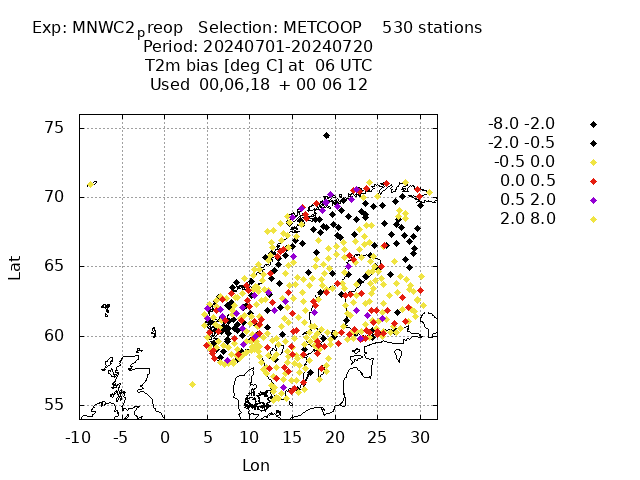 Exp: MNWC2preop   Selection: METCOOP    530 stations
Period: 20240701-20240720
T2m bias [deg C] at  06 UTC
Used  00,06,18  + 00 06 12
-8.0 -2.0
-2.0 -0.5
-0.5 0.0
0.0 0.5
0.5 2.0
2.0 8.0
75
70
65
60
55
Lat
-10 -5 0 5 10 15 20 25 30
Lon